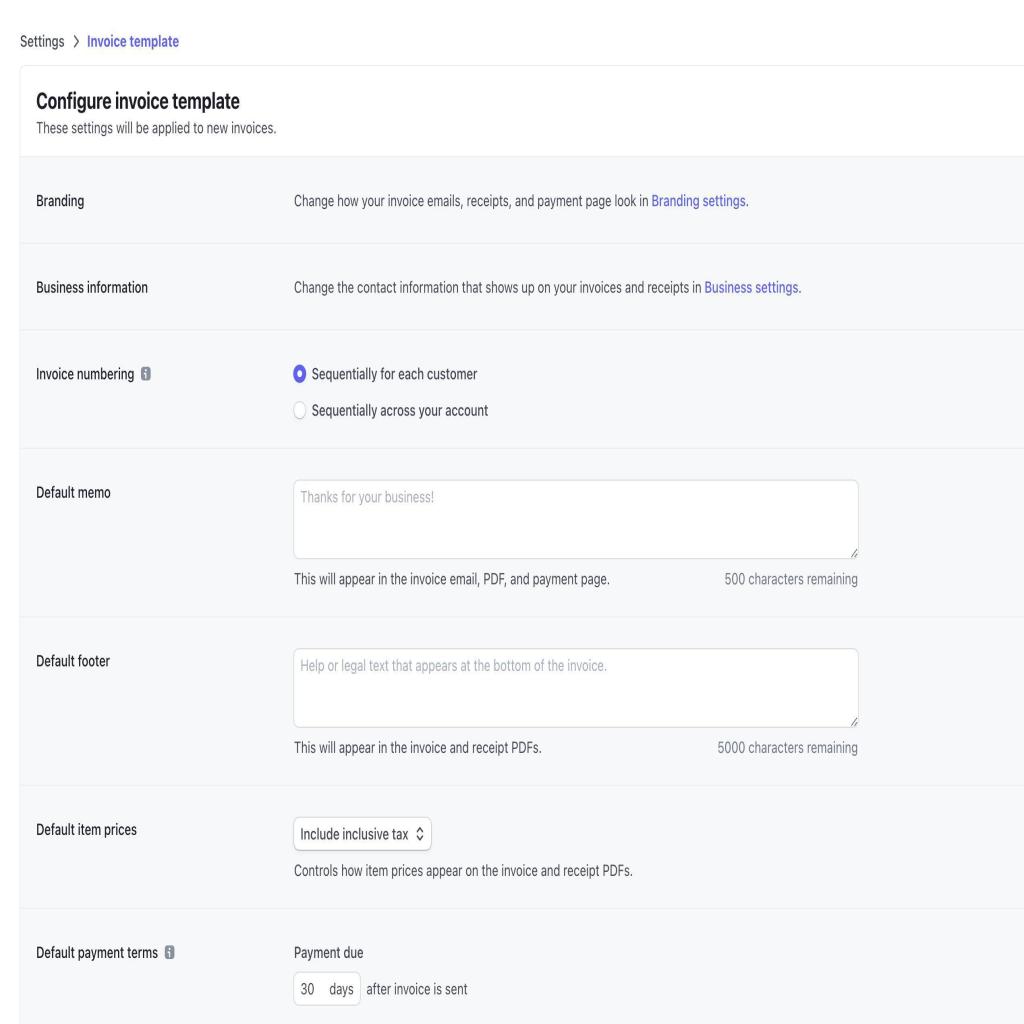 Settings > Invoice template
Configure invoice template
These settings will be applied to new invoices.
Branding
Change how your invoice emails, receipts, and payment page look in Branding settings.
Business information
Change the contact information that shows up on your invoices and receipts in Business settings.
Invoice numbering
Sequentially for each customer
Sequentially across your account
Default memo
Thanks for your business!
This will appear in the invoice email, PDF, and payment page.
500 characters remaining
Default footer
Help or legal text that appears at the bottom of the invoice.
This will appear in the invoice and receipt PDFs.
5000 characters remaining
Default item prices
Include inclusive tax
Controls how item prices appear on the invoice and receipt PDFs.
Default payment terms
Payment due
30 days after invoice is sent